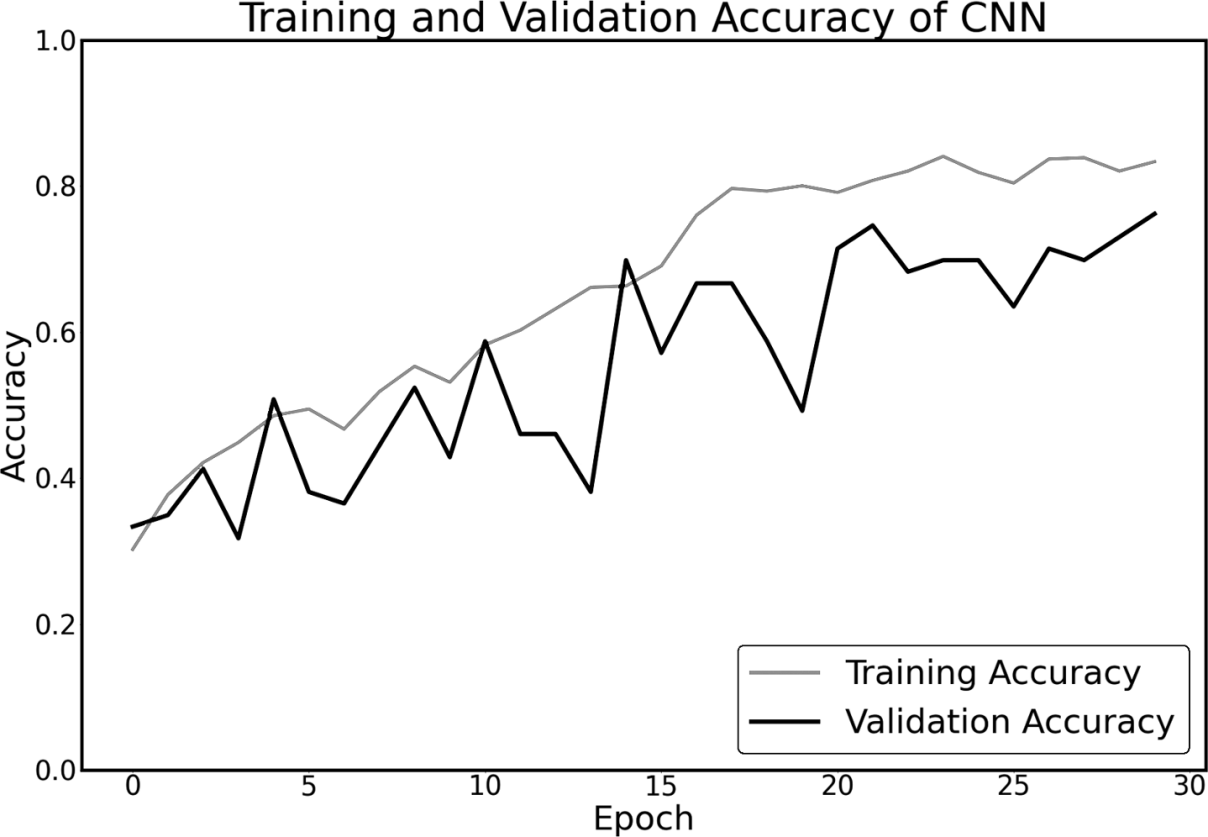 Training and Validation Accuracy of CNN
1.0
0.8
0.6
0.4
0.2
0.0
Accuracy
Training Accuracy
Validation Accuracy
0 5 10 15 20 25 30
Epoch